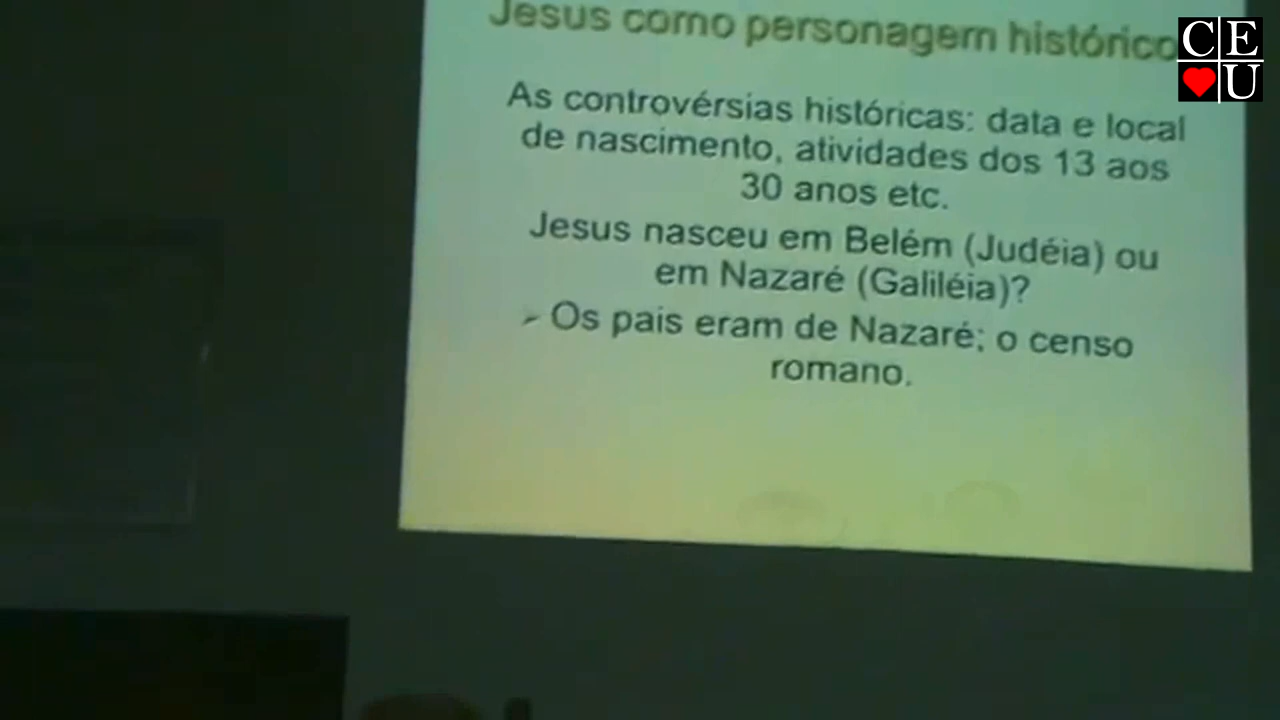 Jesus como personagem histórico
As controvérsias históricas: data e local
de nascimento, atividades dos 13 aos
30 anos etc.
Jesus nasceu em Belém (Judéia) ou
em Nazaré (Galiléia)?
➢ Os pais eram de Nazaré; o censo
romano.
CE
U